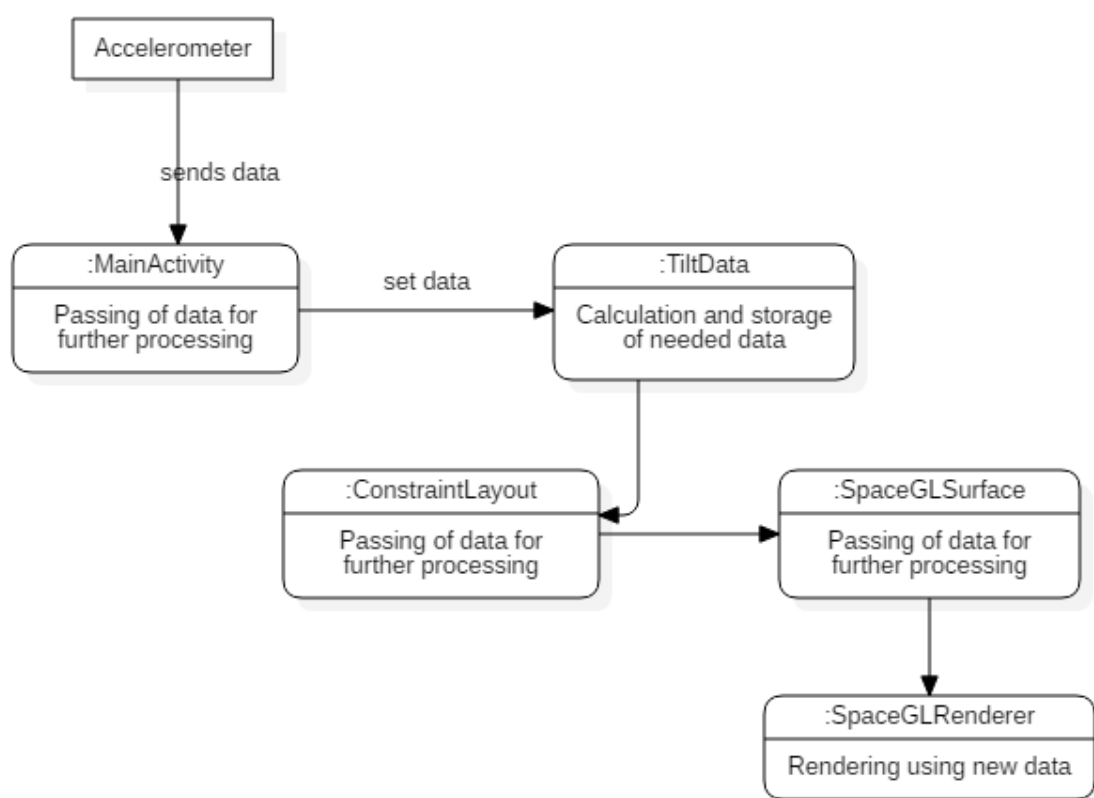 Accelerometer
sends data
:MainActivity
Passing of data for
further processing
set data
:TiltData
Calculation and storage
of needed data
:ConstraintLayout
Passing of data for
further processing
:SpaceGLSurface
Passing of data for
further processing
:SpaceGLRenderer
Rendering using new data